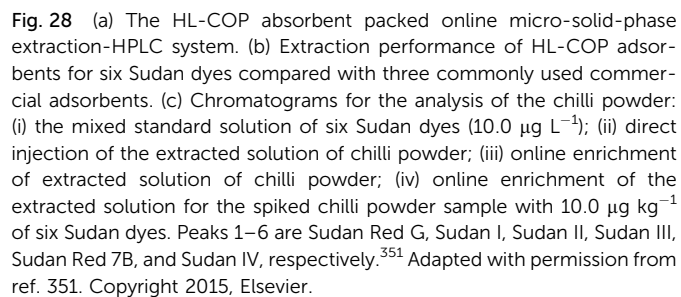 Fig. 28 (a) The HL-COP absorbent packed online micro-solid-phase
extraction-HPLC system. (b) Extraction performance of HL-COP adsor-
bents for six Sudan dyes compared with three commonly used commer-
cial adsorbents. (c) Chromatograms for the analysis of the chilli powder:
(i) the mixed standard solution of six Sudan dyes (10.0 μg L⁻¹); (ii) direct
injection of the extracted solution of chilli powder; (iii) online enrichment
of extracted solution of chilli powder; (iv) online enrichment of the
extracted solution for the spiked chilli powder sample with 10.0 μg kg⁻¹
of six Sudan dyes. Peaks 1–6 are Sudan Red G, Sudan I, Sudan II, Sudan III,
Sudan Red 7B, and Sudan IV, respectively.³⁵¹ Adapted with permission from
ref. 351. Copyright 2015, Elsevier.